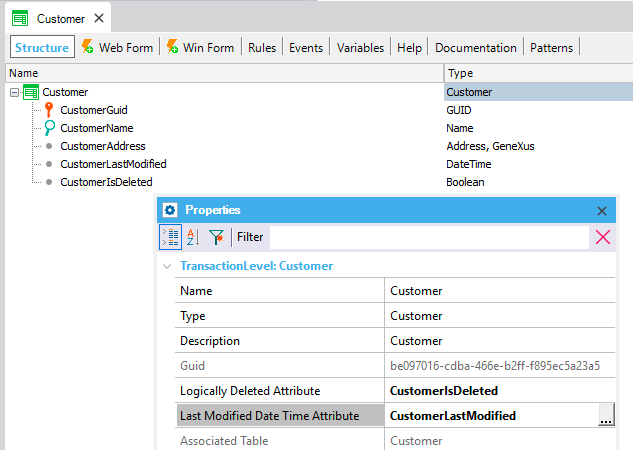 Customer
Structure Web Form Win Form Rules Events Variables Help Documentation Patterns
Name Type
Customer Customer
CustomerGuid GUID
CustomerName Name
CustomerAddress Address, GeneXus
CustomerLastModified DateTime
CustomerIsDeleted Boolean
Properties
Filter
TransactionLevel: Customer
Name Customer
Type Customer
Description Customer
Guid be097016-cdba-466e-b2ff-f895ec5a23a5
Logically Deleted Attribute CustomerIsDeleted
Last Modified Date Time Attribute CustomerLastModified ...
Associated Table Customer